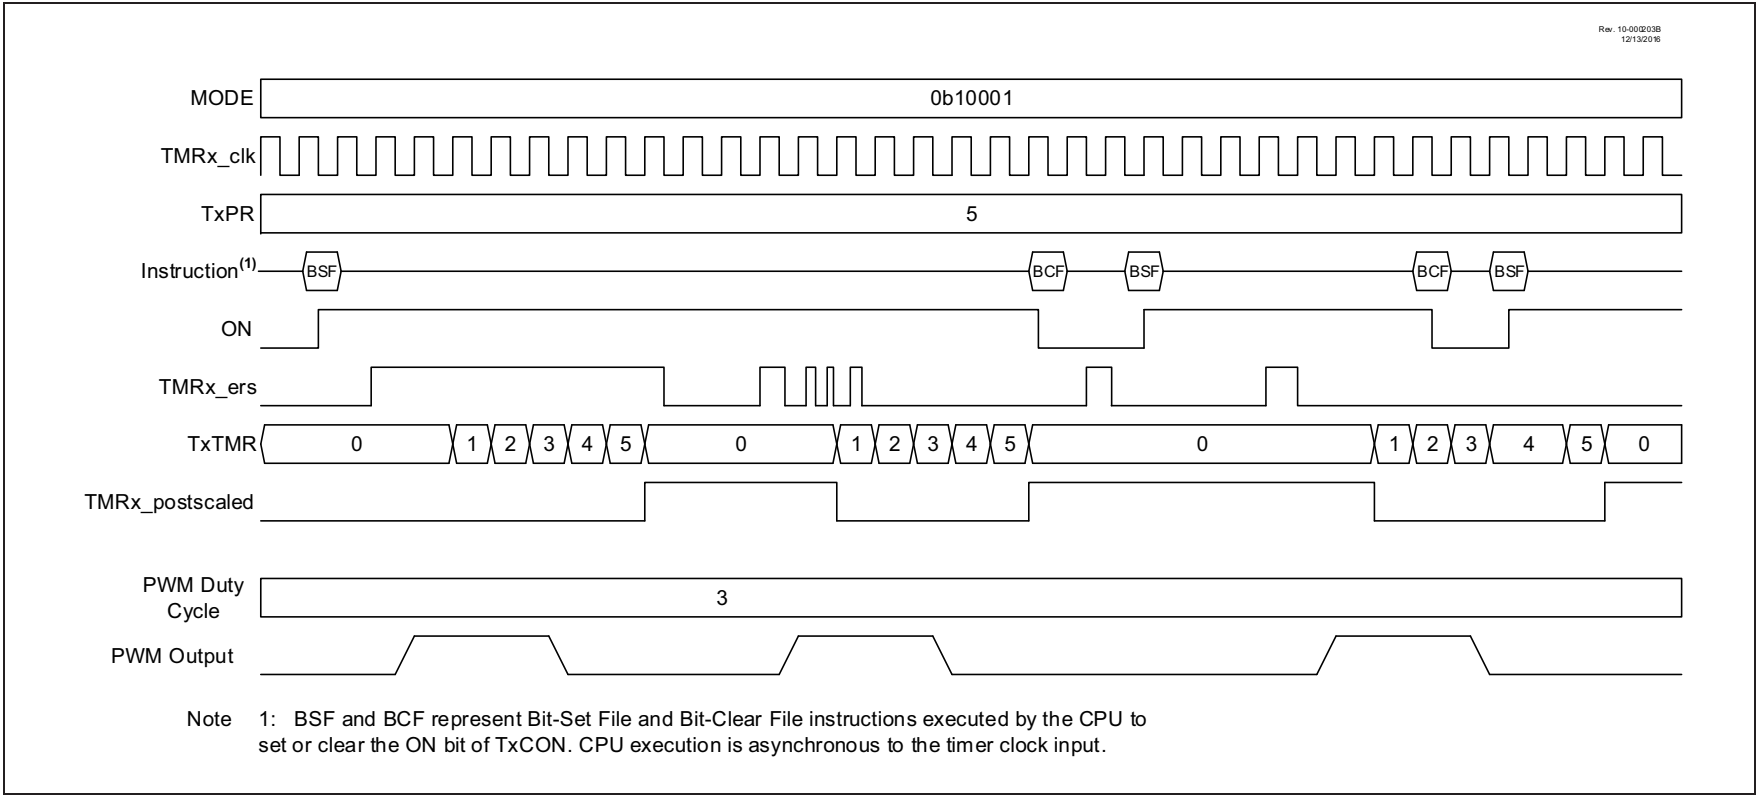 Rev. 10-000203B
12/13/2016
MODE 0b10001
TMRx_clk
TxPR 5
Instruction(1) BSF BCF BSF BCF BSF
ON
TMRx_ers
TxTMR 0 1 2 3 4 5 0 1 2 3 4 5 0 1 2 3 4 5 0
TMRx_postscaled
PWM Duty
Cycle 3
PWM Output
Note 1: BSF and BCF represent Bit-Set File and Bit-Clear File instructions executed by the CPU to
set or clear the ON bit of TxCON. CPU execution is asynchronous to the timer clock input.